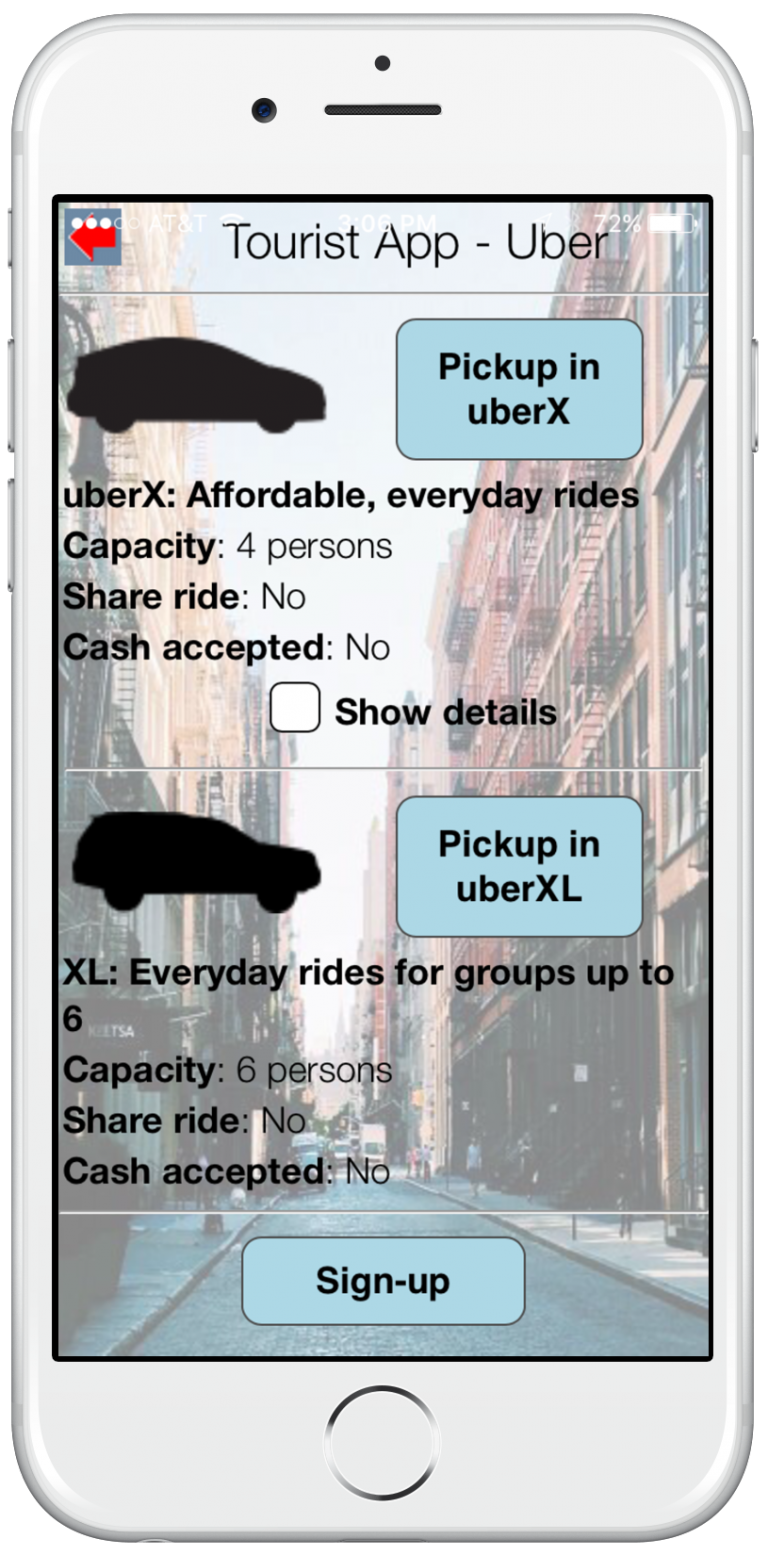 AT&T 3:06 PM 72%
Tourist App - Uber
Pickup in
uberX
uberX: Affordable, everyday rides
Capacity: 4 persons
Share ride: No
Cash accepted: No
Show details
Pickup in
uberXL
XL: Everyday rides for groups up to
6
KEETSA
Capacity: 6 persons
Share ride: No
Cash accepted: No
Sign-up